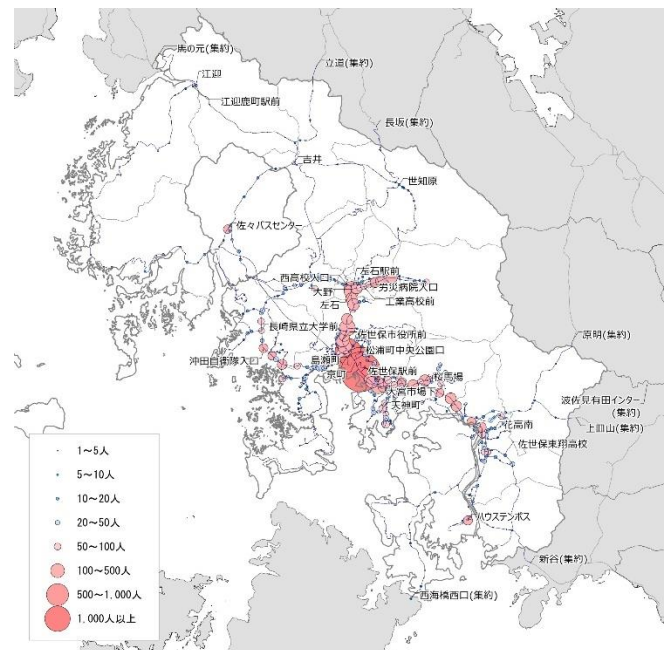 馬の元(集約)
江迎
立道(集約)
江迎鹿町駅前
長坂(集約)
吉井
世知原
佐々バスセンター
左石駅前
西高校入口
労災病院入口
大野
工業高校前
左石
長崎県立大学前
佐世保市役所前
原明(集約)
松浦町中央公園口
沖田自衛隊入口
島瀬町
佐世保駅前
京町
桜馬場
大宮市場下
天神町
波佐見有田インター
(集約)
花高南
上皿山(集約)
佐世保東翔高校
ハウステンボス
新谷(集約)
西海橋西口(集約)
1～5人
5～10人
10～20人
20～50人
50～100人
100～500人
500～1,000人
1,000人以上